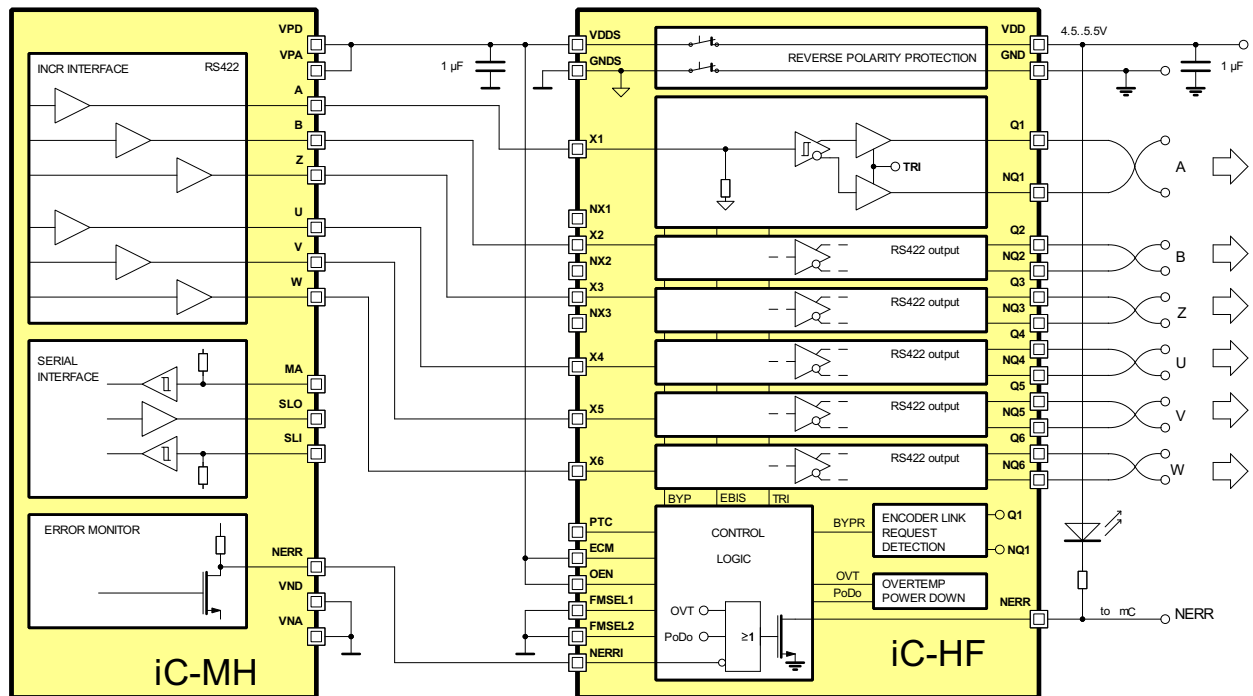 VPD
VPA
INCR INTERFACE
RS422
A
B
Z
U
V
W
SERIAL
INTERFACE
MA
SLO
SLI
ERROR MONITOR
NERR
VND
VNA
iC-MH
1 µF
VDDS
GNDS
X1
NX1
X2
NX2
X3
NX3
X4
X5
X6
PTC
ECM
OEN
FMSEL1
FMSEL2
NERRI
REVERSE POLARITY PROTECTION
TRI
RS422 output
RS422 output
RS422 output
RS422 output
RS422 output
BYP
EBIS
TRI
CONTROL
LOGIC
OVT
PoDo
≥1
BYPR
ENCODER LINK
REQUEST
DETECTION
Q1
NQ1
OVT
PoDo
OVERTEMP
POWER DOWN
iC-HF
VDD
GND
Q1
NQ1
Q2
NQ2
Q3
NQ3
Q4
NQ4
Q5
NQ5
Q6
NQ6
NERR
4.5..5.5V
1 µF
A
B
Z
U
V
W
to mC
NERR